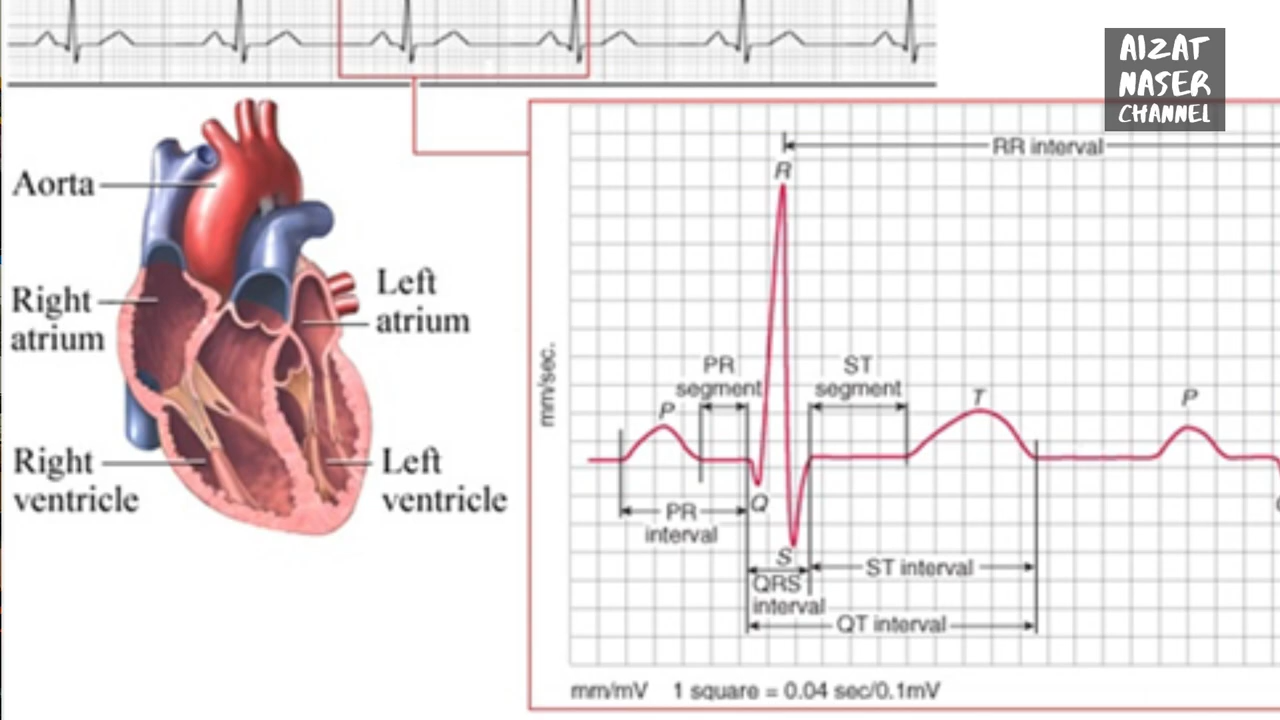 AIZAT
NASER
CHANNEL
Aorta
Right
atrium
Left
atrium
Right
ventricle
Left
ventricle
RR interval
R
mm/sec.
PR
segment
ST
segment
P
T
P
Q
PR
interval
S
ST interval
QRS
interval
QT interval
mm/mV 1 square = 0.04 sec/0.1mV